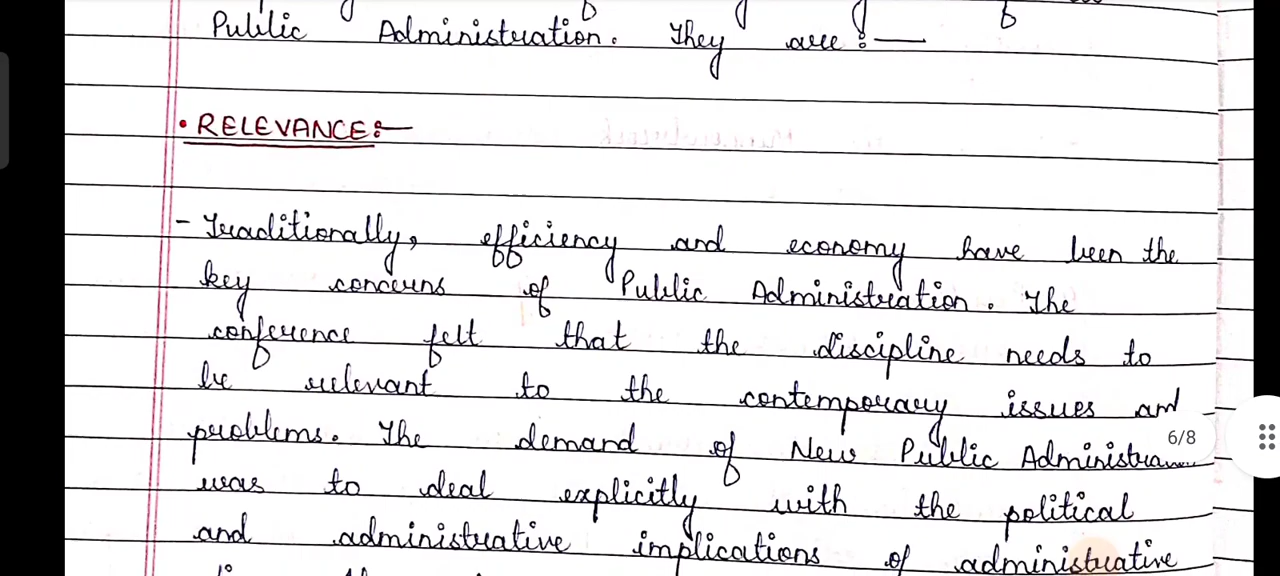 Public Administration. They are :—
• RELEVANCE:—
- Traditionally, efficiency and economy have been the
key concerns of Public Administration. The
conference felt that the discipline needs to
be relevant to the contemporary issues and
problems. The demand of New Public Administra
6/8
was to deal explicitly with the political
and administrative implications of administrative